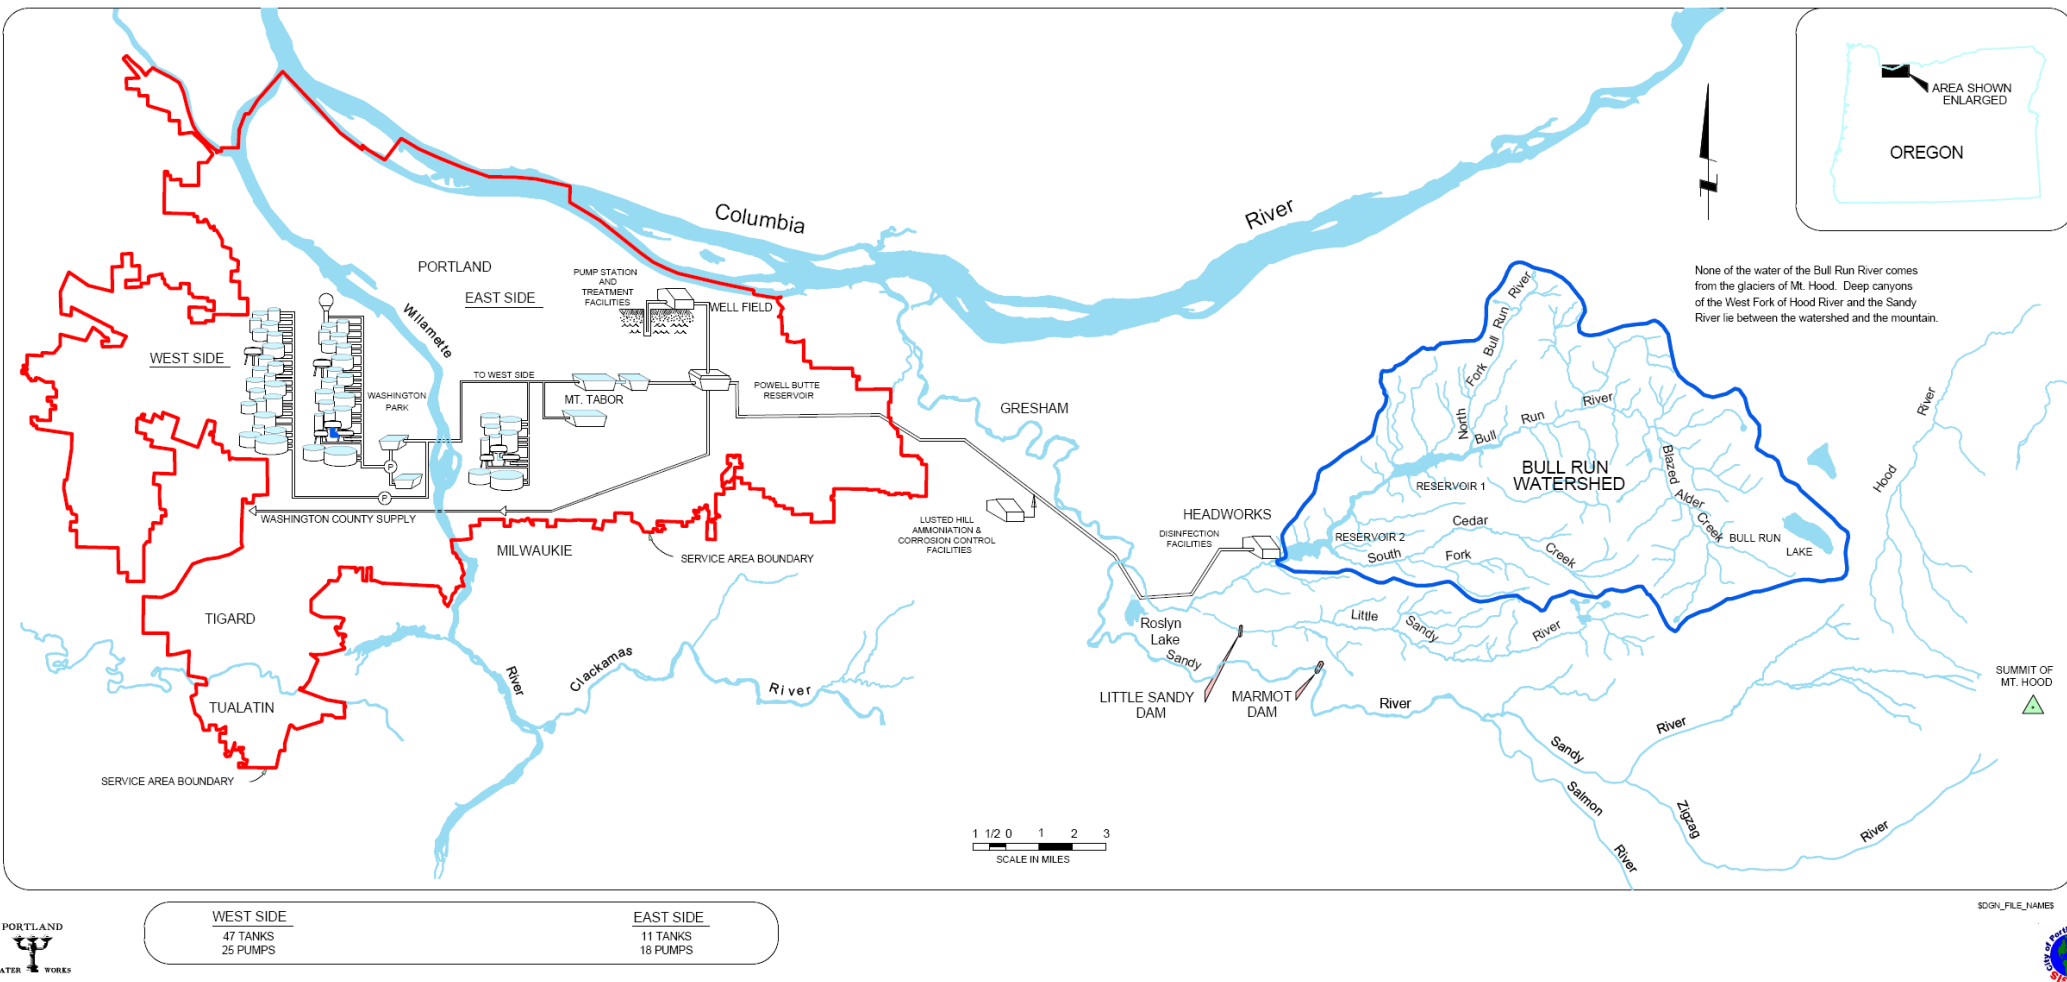 Columbia
River
AREA SHOWN
ENLARGED
OREGON
None of the water of the Bull Run River comes
from the glaciers of Mt. Hood. Deep canyons
of the West Fork of Hood River and the Sandy
River lie between the watershed and the mountain.
PORTLAND
EAST SIDE
PUMP STATION
AND
TREATMENT
FACILITIES
WELL FIELD
Willamette
WEST SIDE
WASHINGTON
PARK
TO WEST SIDE
MT. TABOR
POWELL BUTTE
RESERVOIR
P
P
WASHINGTON COUNTY SUPPLY
MILWAUKIE
SERVICE AREA BOUNDARY
GRESHAM
LUSTED HILL
AMMONIATION &
CORROSION CONTROL
FACILITIES
HEADWORKS
DISINFECTION
FACILITIES
North
Fork
Bull
Run
River
Bull
Run
River
BULL RUN
WATERSHED
RESERVOIR 1
RESERVOIR 2
Cedar
Creek
South
Fork
Blazed
Alder
Creek
BULL RUN
LAKE
Hood
River
TIGARD
TUALATIN
SERVICE AREA BOUNDARY
River
Clackamas
River
Roslyn
Lake
Sandy
River
Little
Sandy
River
LITTLE SANDY
DAM
MARMOT
DAM
SUMMIT OF
MT. HOOD
Sandy
River
Salmon
River
Zigzag
River
1 1/2 0 1 2 3
SCALE IN MILES
WEST SIDE
47 TANKS
25 PUMPS
EAST SIDE
11 TANKS
18 PUMPS
PORTLAND
ATER WORKS
$DGN_FILE_NAME$
City of Port